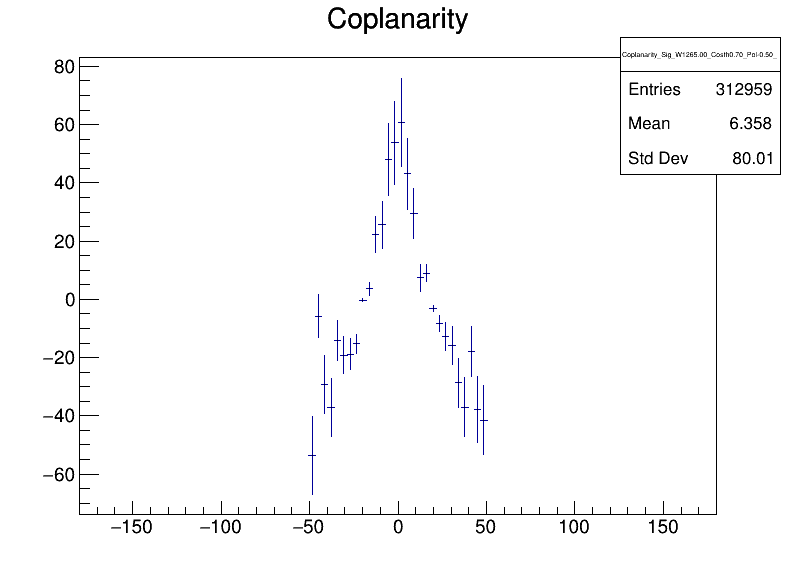 Coplanarity
Coplanarity_Sig_W1265.00_Costh0.70_Pol-0.50_
Entries 312959
Mean 6.358
Std Dev 80.01
80
60
40
20
0
−20
−40
−60
−150 −100 −50 0 50 100 150